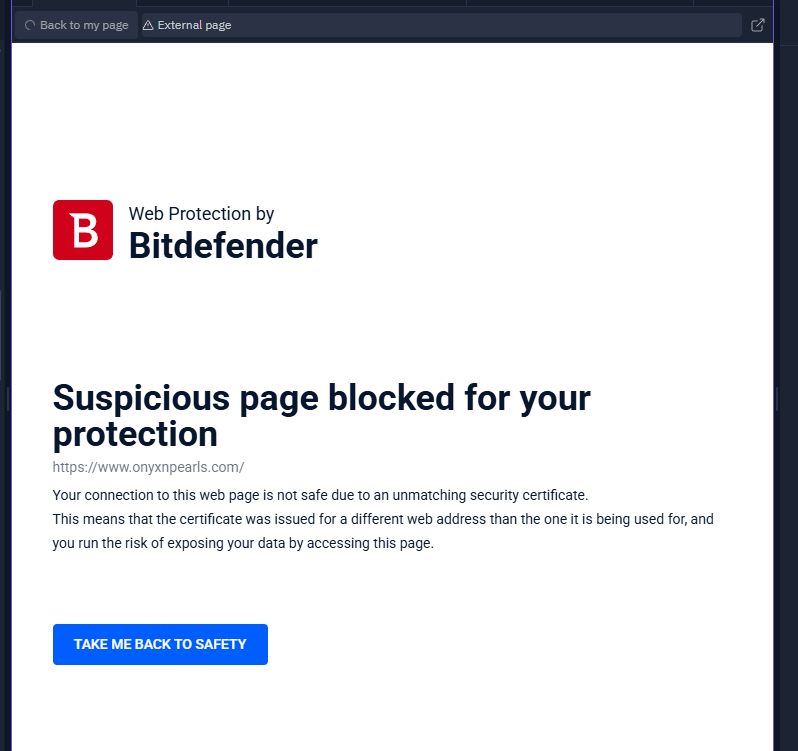 Back to my page External page
B
Web Protection by
Bitdefender
Suspicious page blocked for your
protection
https://www.onyxnpearls.com/
Your connection to this web page is not safe due to an unmatching security certificate.
This means that the certificate was issued for a different web address than the one it is being used for, and
you run the risk of exposing your data by accessing this page.
TAKE ME BACK TO SAFETY